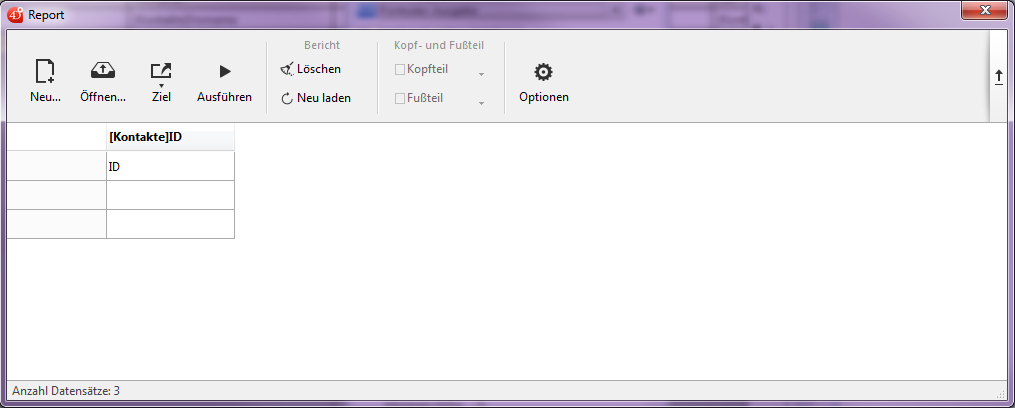 Report
Bericht
Kopf- und Fußteil
Löschen
Kopfteil
Neu...
Öffnen...
Ziel
Ausführen
Neu laden
Fußteil
Optionen
[Kontakte]ID
ID
Anzahl Datensätze: 3